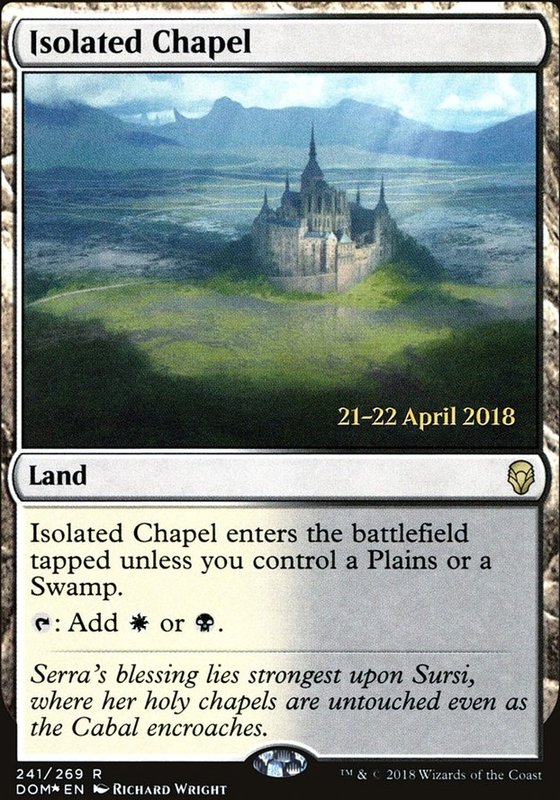 Isolated Chapel
21–22 April 2018
Land
Isolated Chapel enters the battlefield
tapped unless you control a Plains or a
Swamp.
: Add or .
Serra's blessing lies strongest upon Sursi,
where her holy chapels are untouched even as
the Cabal encroaches.
241/269 R
DOM★EN Richard Wright
™ & © 2018 Wizards of the Coast